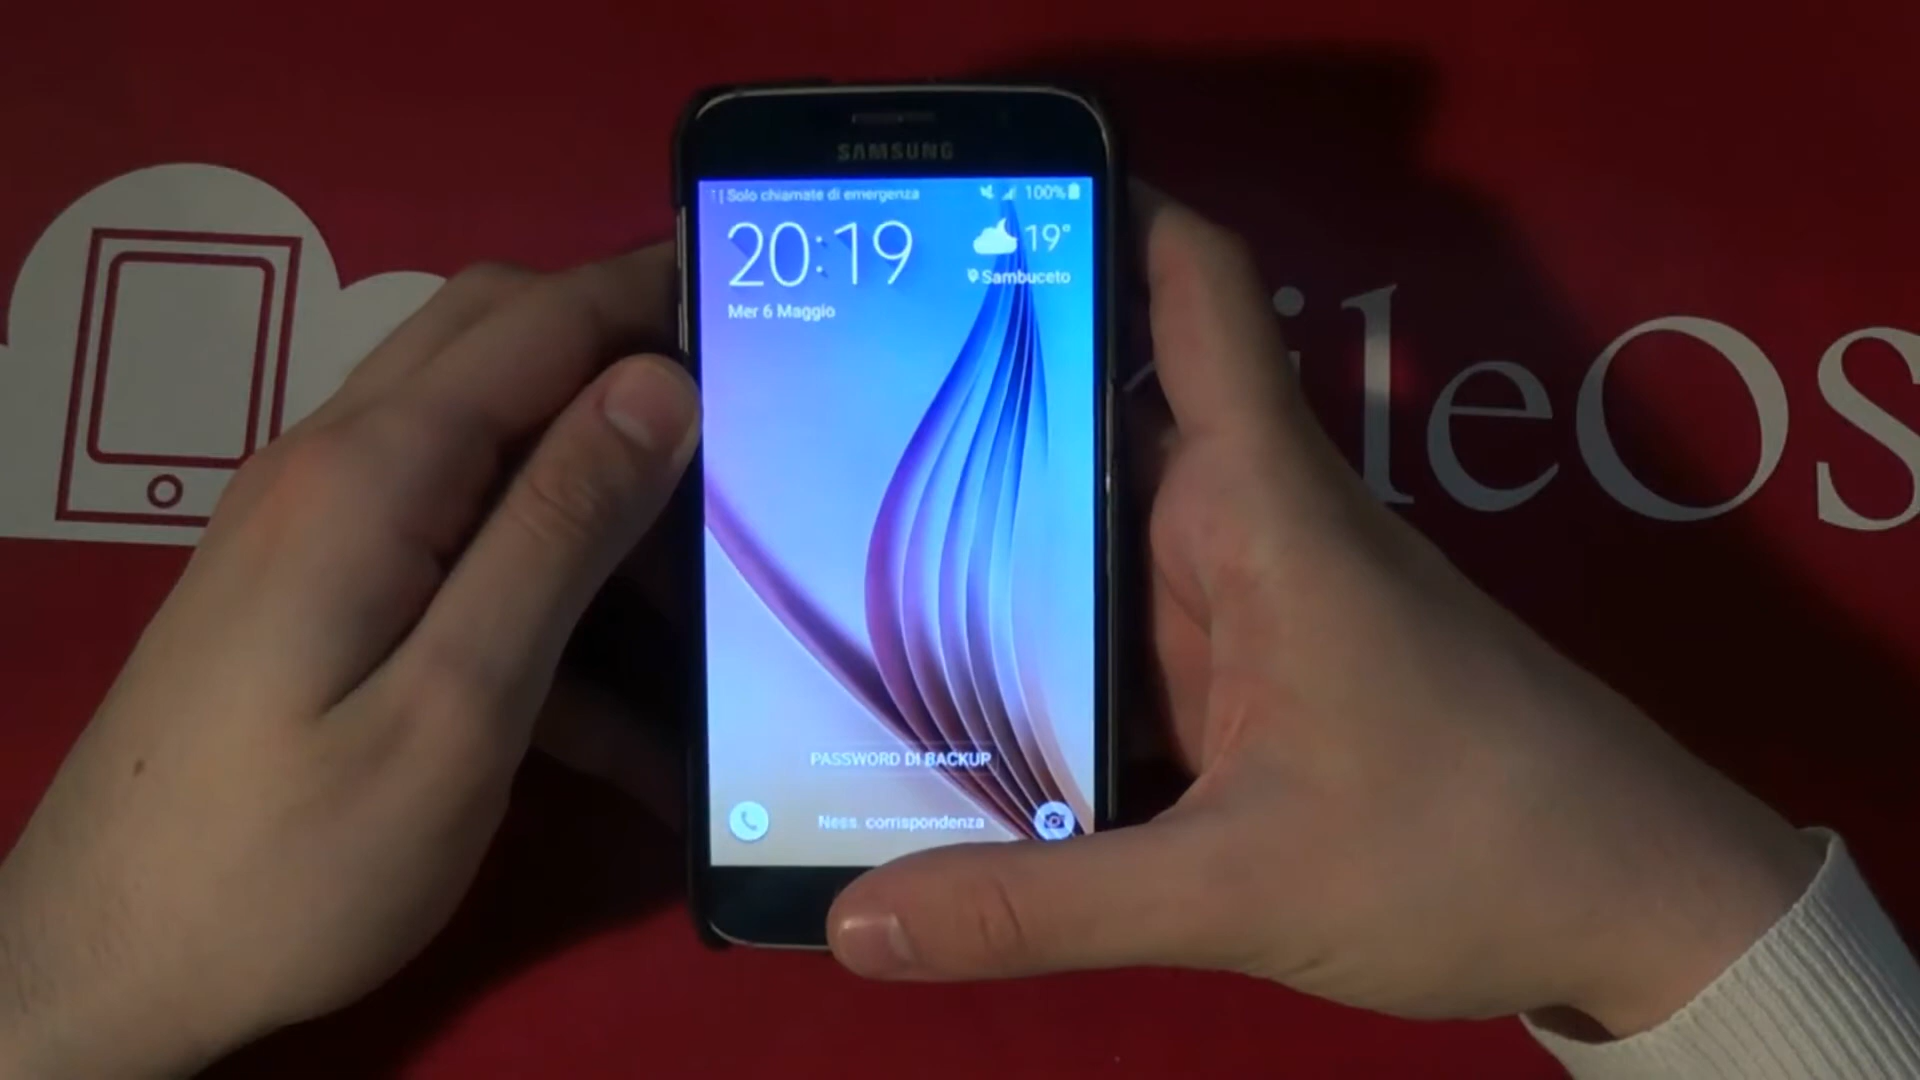 SAMSUNG
Solo chiamate di emergenza 100%
20:19
19°
Sambuceto
Mer 6 Maggio
ileOS
PASSWORD DI BACKUP
Ness. corrispondenza